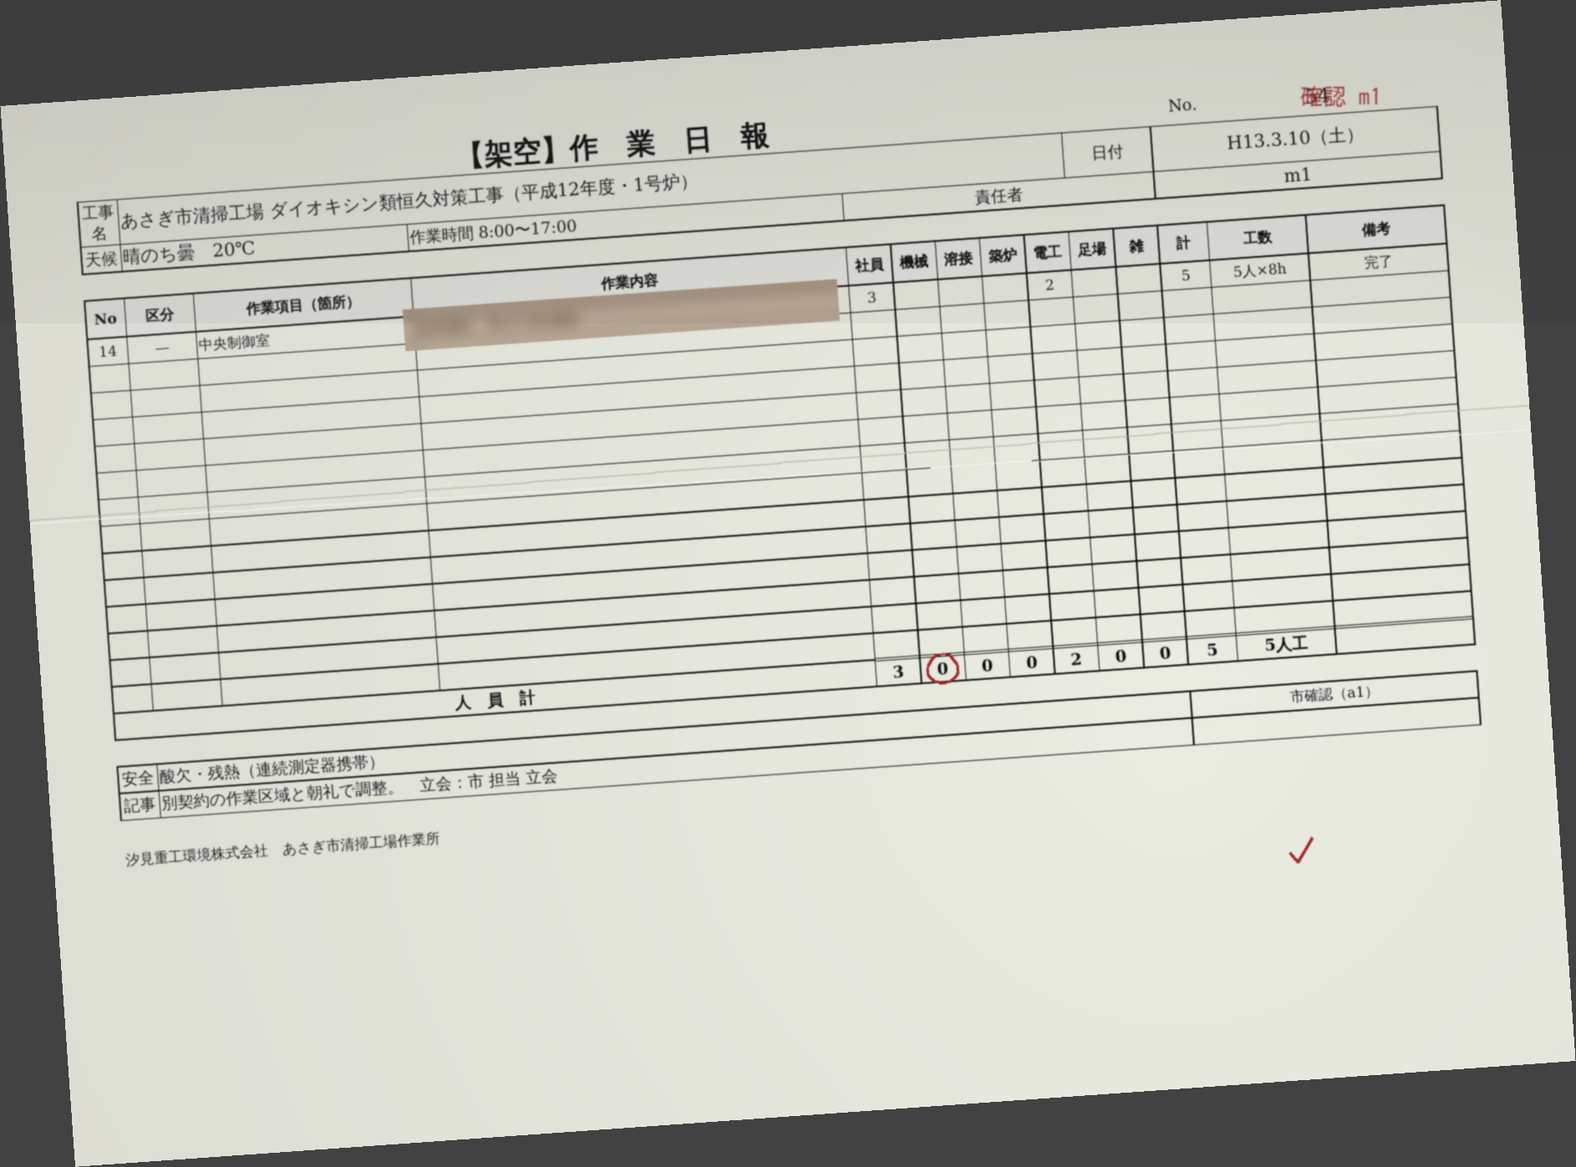 No.
確認 m1
【架空】作 業 日 報
工事名 あさぎ市清掃工場 ダイオキシン類恒久対策工事（平成12年度・1号炉） 日付 H13.3.10（土）
天候 晴のち曇 20℃ 作業時間 8:00〜17:00 責任者 m1
No 区分 作業項目（箇所） 作業内容 社員 機械 溶接 築炉 電工 足場 雑 計 工数 備考
14 — 中央制御室 3 2 5 5人×8h 完了
人 員 計 3 0 0 0 2 0 0 5 5人工
市確認（a1）
安全 酸欠・残熱（連続測定器携帯）
記事 別契約の作業区域と朝礼で調整。 立会：市 担当 立会
汐見重工環境株式会社 あさぎ市清掃工場作業所